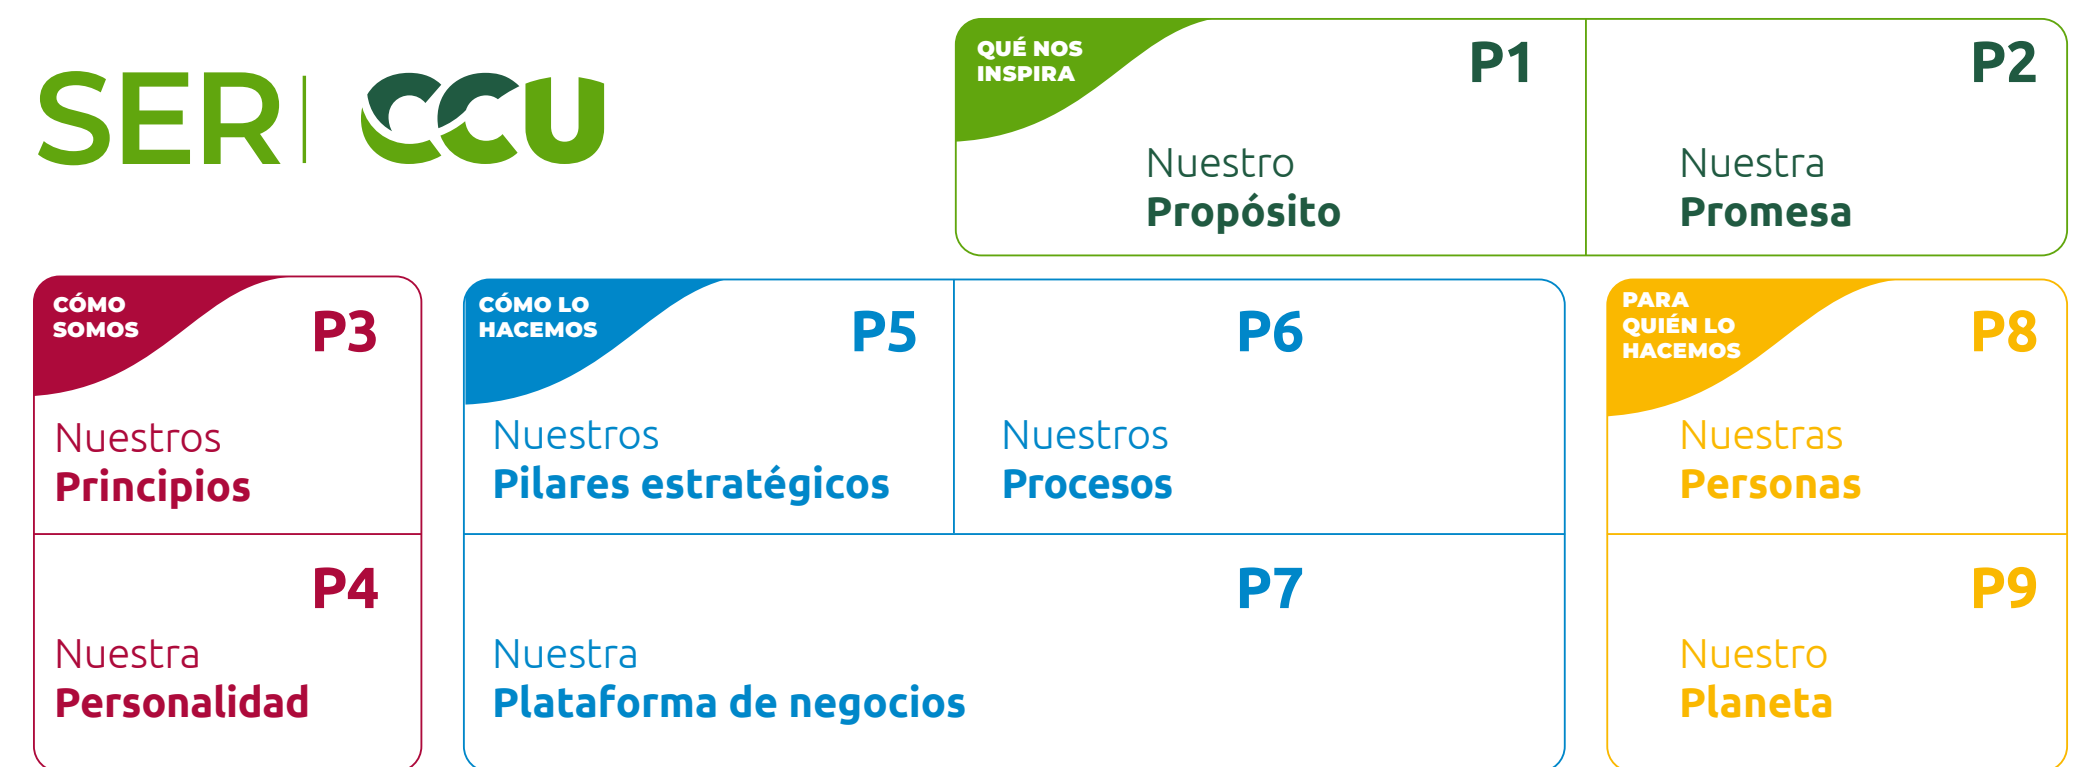 SER CCU
QUÉ NOS
INSPIRA
P1
Nuestro
Propósito
P2
Nuestra
Promesa
CÓMO
SOMOS
P3
Nuestros
Principios
P4
Nuestra
Personalidad
CÓMO LO
HACEMOS
P5
Nuestros
Pilares estratégicos
P6
Nuestros
Procesos
P7
Nuestra
Plataforma de negocios
PARA
QUIÉN LO
HACEMOS
P8
Nuestras
Personas
P9
Nuestro
Planeta